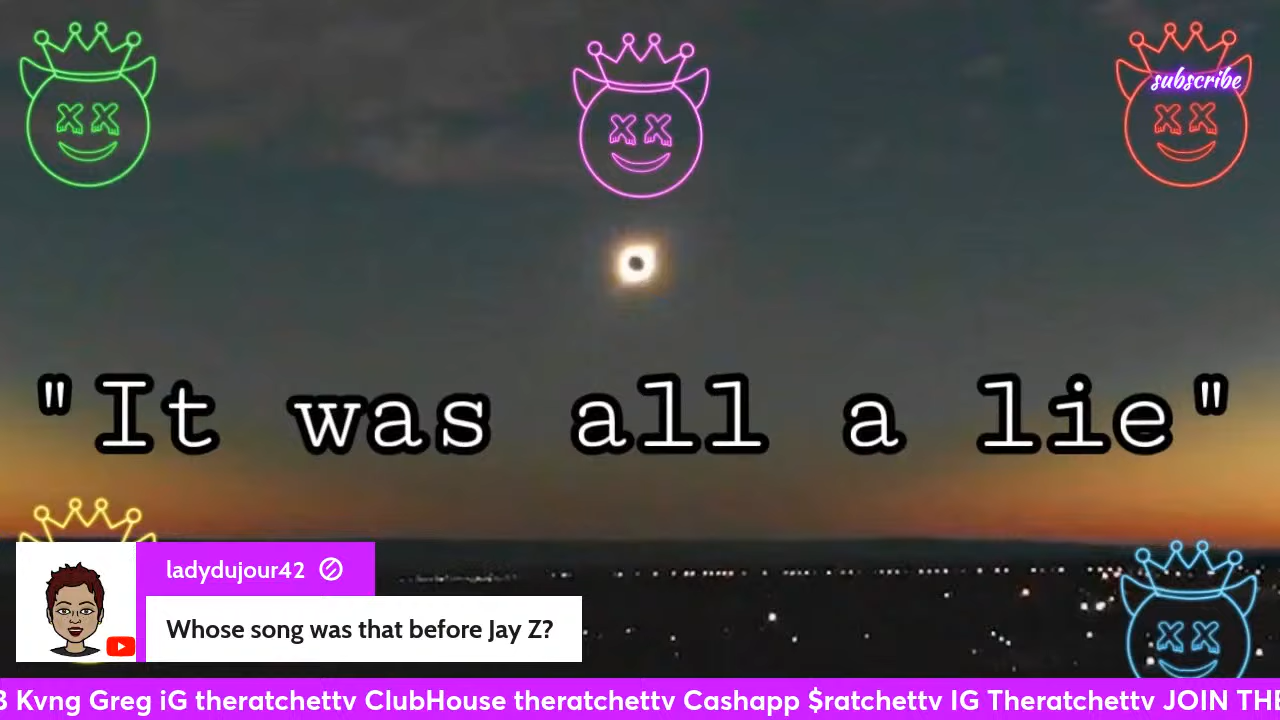 subscribe
"It was all a lie"
ladydujour42
Whose song was that before Jay Z?
Kvng Greg iG theratchettv ClubHouse theratchettv Cashapp $ratchettv IG Theratchettv JOIN